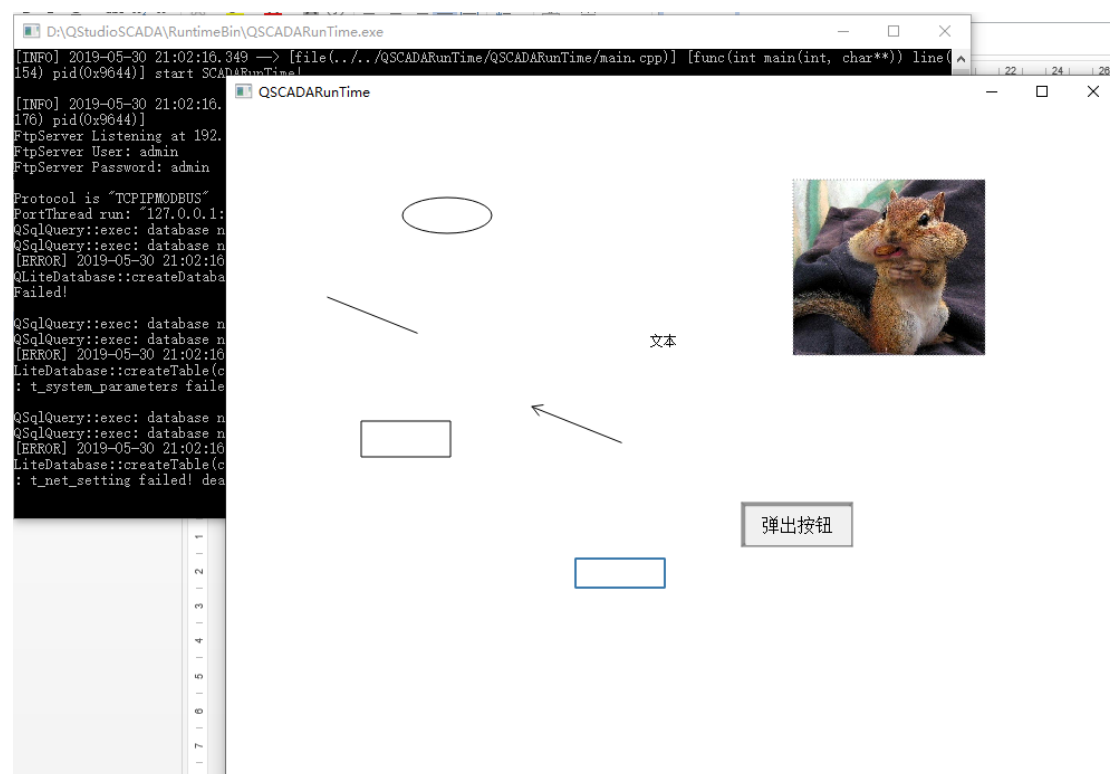 D:\QStudioSCADA\RuntimeBin\QSCADARunTime.exe
[INFO] 2019-05-30 21:02:16.349 --> [file(../../QSCADARunTime/QSCADARunTime/main.cpp)] [func(int main(int, char**)) line(
154) pid(0x9644)] start SCADARunTime!
[INFO] 2019-05-30 21:02:16.
176) pid(0x9644)]
FtpServer Listening at 192.
FtpServer User: admin
FtpServer Password: admin
Protocol is "TCPIPMODBUS"
PortThread run: "127.0.0.1:
QSqlQuery::exec: database n
QSqlQuery::exec: database n
[ERROR] 2019-05-30 21:02:16
QLiteDatabase::createDataba
Failed!
QSqlQuery::exec: database n
QSqlQuery::exec: database n
[ERROR] 2019-05-30 21:02:16
LiteDatabase::createTable(c
: t_system_parameters faile
QSqlQuery::exec: database n
QSqlQuery::exec: database n
[ERROR] 2019-05-30 21:02:16
LiteDatabase::createTable(c
: t_net_setting failed! dea
QSCADARunTime
文本
弹出按钮
22 24 26
1
2
3
4
5
6
7